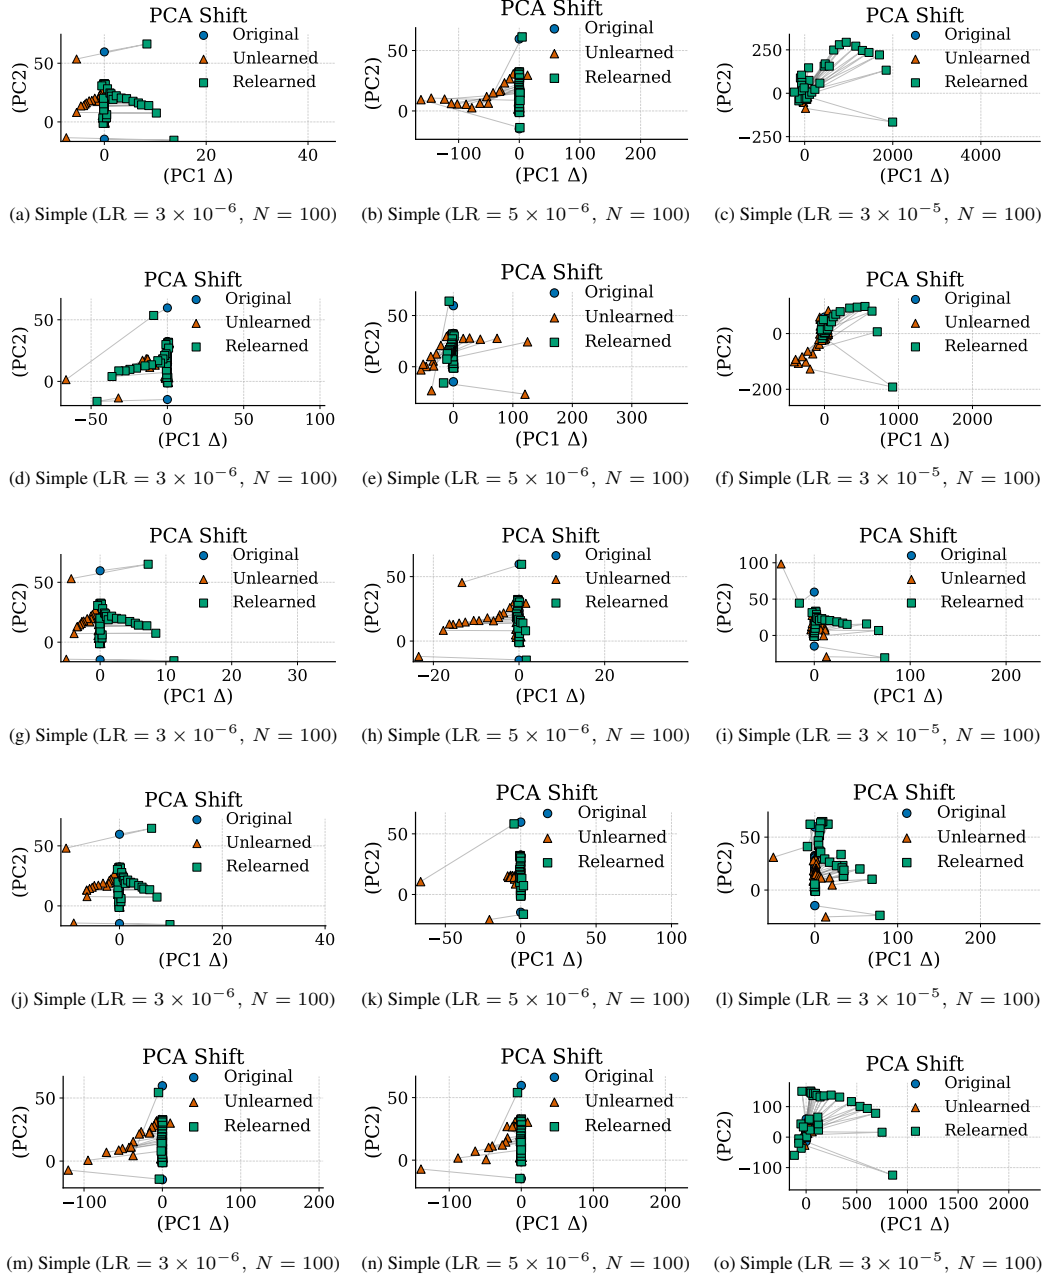 PCA Shift PCA Shift PCA Shift
Original Original Original
Unlearned Unlearned Unlearned
Relearned Relearned Relearned
(PC2) (PC2) (PC2)
50 0 50 0 250 0 −250
0 20 40 −100 0 100 200 0 2000 4000
(PC1 Δ) (PC1 Δ) (PC1 Δ)
(a) Simple (LR = 3 × 10⁻⁶, N = 100) (b) Simple (LR = 5 × 10⁻⁶, N = 100) (c) Simple (LR = 3 × 10⁻⁵, N = 100)
PCA Shift PCA Shift PCA Shift
Original Original Original
Unlearned Unlearned Unlearned
Relearned Relearned Relearned
(PC2) (PC2) (PC2)
50 0 50 0 0 −200
−50 0 50 100 0 100 200 300 0 1000 2000
(PC1 Δ) (PC1 Δ) (PC1 Δ)
(d) Simple (LR = 3 × 10⁻⁶, N = 100) (e) Simple (LR = 5 × 10⁻⁶, N = 100) (f) Simple (LR = 3 × 10⁻⁵, N = 100)
PCA Shift PCA Shift PCA Shift
Original Original Original
Unlearned Unlearned Unlearned
Relearned Relearned Relearned
(PC2) (PC2) (PC2)
50 0 50 0 100 50 0
0 10 20 30 −20 0 20 0 100 200
(PC1 Δ) (PC1 Δ) (PC1 Δ)
(g) Simple (LR = 3 × 10⁻⁶, N = 100) (h) Simple (LR = 5 × 10⁻⁶, N = 100) (i) Simple (LR = 3 × 10⁻⁵, N = 100)
PCA Shift PCA Shift PCA Shift
Original Original Original
Unlearned Unlearned Unlearned
Relearned Relearned Relearned
(PC2) (PC2) (PC2)
50 0 50 0 50 0
0 20 40 −50 0 50 100 0 100 200
(PC1 Δ) (PC1 Δ) (PC1 Δ)
(j) Simple (LR = 3 × 10⁻⁶, N = 100) (k) Simple (LR = 5 × 10⁻⁶, N = 100) (l) Simple (LR = 3 × 10⁻⁵, N = 100)
PCA Shift PCA Shift PCA Shift
Original Original Original
Unlearned Unlearned Unlearned
Relearned Relearned Relearned
(PC2) (PC2) (PC2)
50 0 50 0 100 0 −100
−100 0 100 200 −100 0 100 200 0 500 1000 1500 2000
(PC1 Δ) (PC1 Δ) (PC1 Δ)
(m) Simple (LR = 3 × 10⁻⁶, N = 100) (n) Simple (LR = 5 × 10⁻⁶, N = 100) (o) Simple (LR = 3 × 10⁻⁵, N = 100)